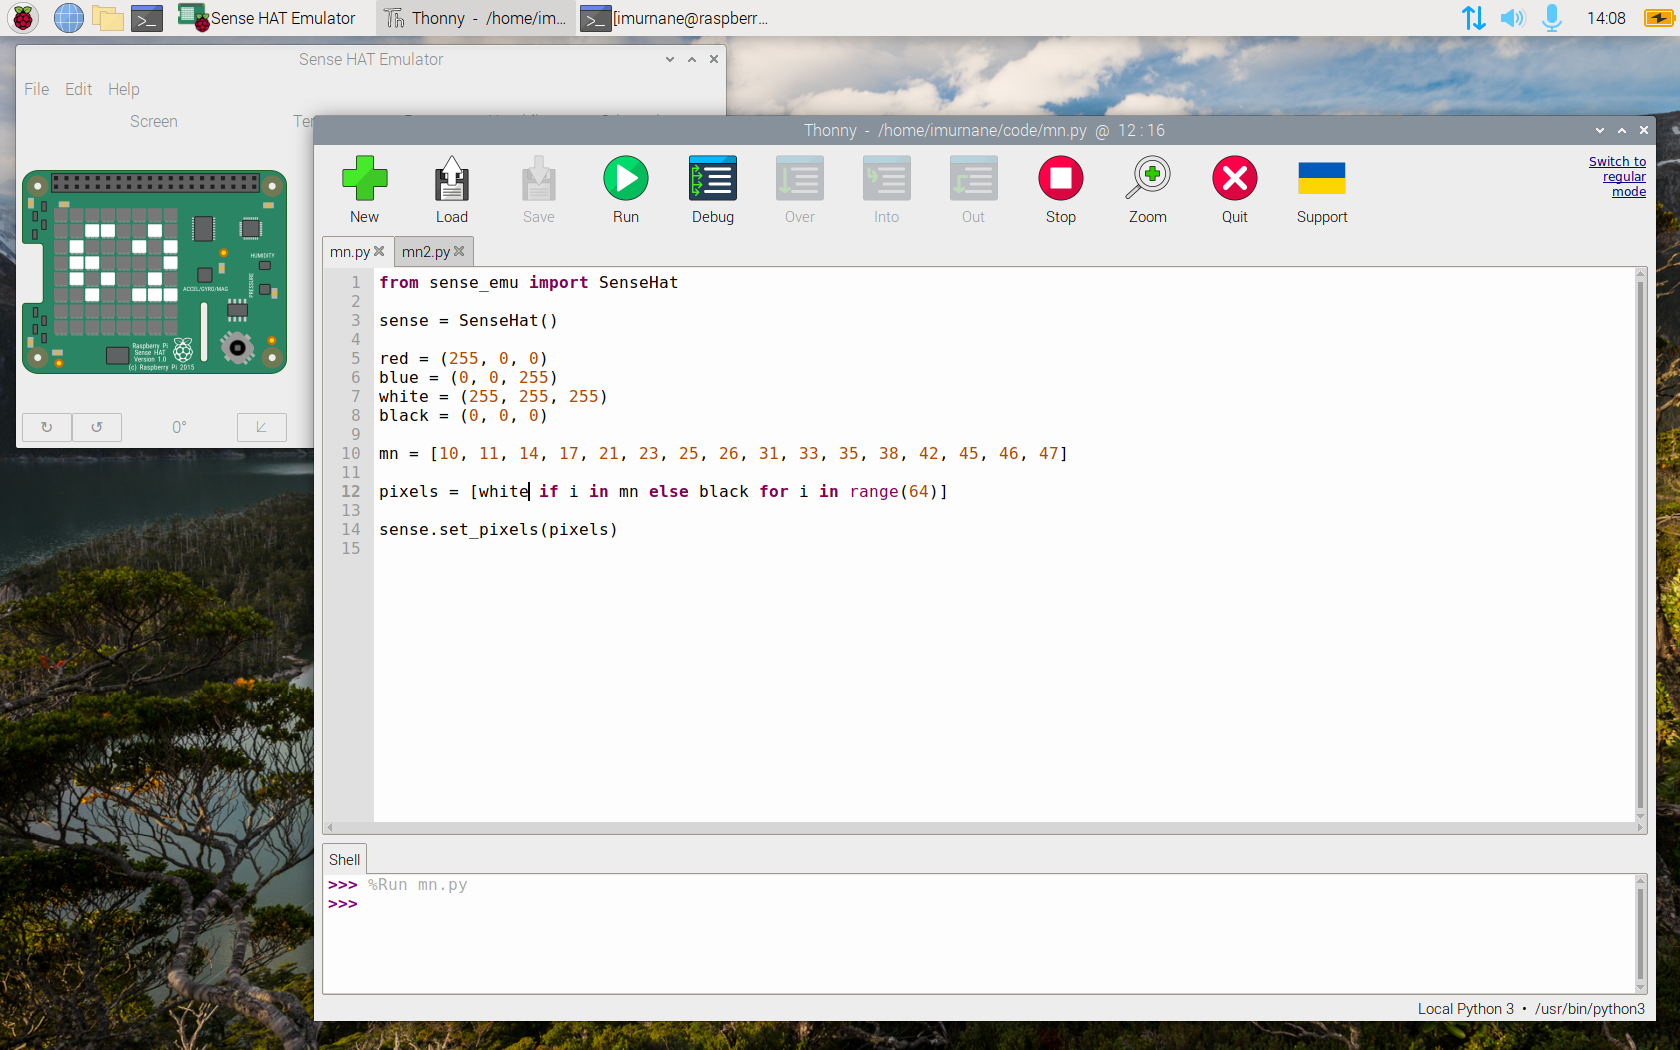 Sense HAT Emulator
Thonny - /home/im...
[imurnane@raspberr...
14:08
Sense HAT Emulator
File Edit Help
Screen
HUMIDITY
PRESSURE
ACCEL/GYRO/MAG
Raspberry Pi
Sense HAT
Version 1.0
(c) Raspberry Pi 2015
0°
Thonny - /home/imurnane/code/mn.py @ 12 : 16
New Load Save Run Debug Over Into Out Stop Zoom Quit Support
Switch to
regular
mode
mn.py mn2.py
1 from sense_emu import SenseHat
2
3 sense = SenseHat()
4
5 red = (255, 0, 0)
6 blue = (0, 0, 255)
7 white = (255, 255, 255)
8 black = (0, 0, 0)
9
10 mn = [10, 11, 14, 17, 21, 23, 25, 26, 31, 33, 35, 38, 42, 45, 46, 47]
11
12 pixels = [white if i in mn else black for i in range(64)]
13
14 sense.set_pixels(pixels)
15
Shell
>>> %Run mn.py
>>>
Local Python 3 • /usr/bin/python3